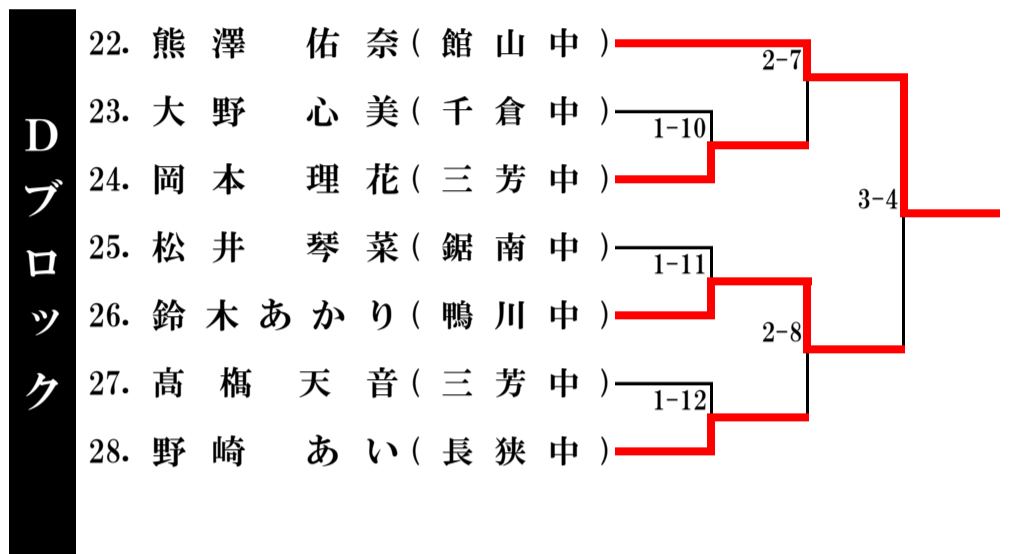 Dブロック
22. 熊澤 佑奈(館山中)
23. 大野 心美(千倉中)
24. 岡本 理花(三芳中)
25. 松井 琴菜(鋸南中)
26. 鈴木あかり(鴨川中)
27. 髙槗 天音(三芳中)
28. 野崎 あい(長狭中)
2-7
1-10
3-4
1-11
2-8
1-12